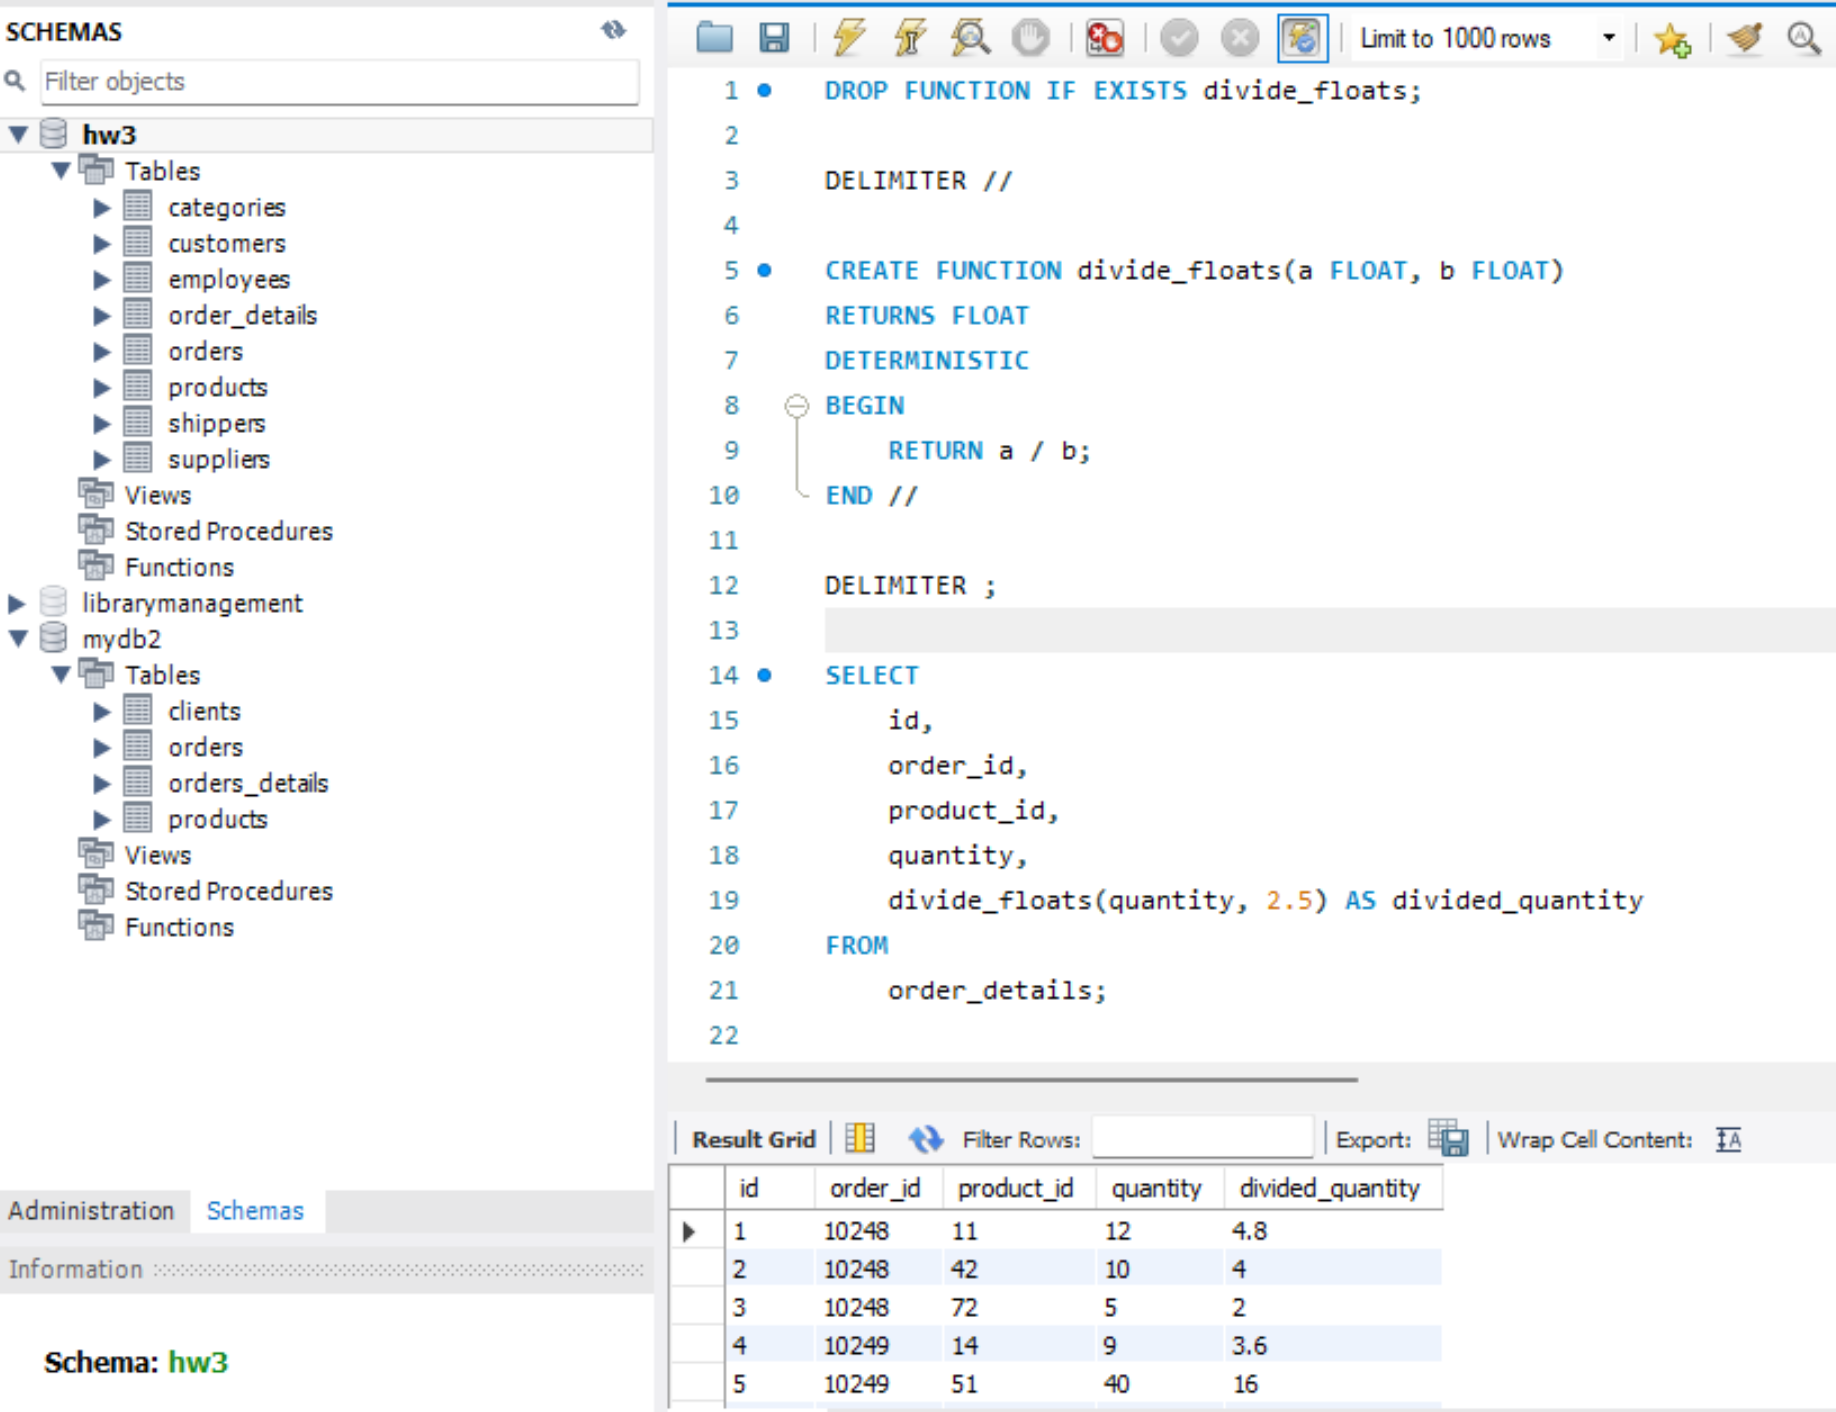 SCHEMAS
Filter objects
hw3
Tables
categories
customers
employees
order_details
orders
products
shippers
suppliers
Views
Stored Procedures
Functions
librarymanagement
mydb2
Tables
clients
orders
orders_details
products
Views
Stored Procedures
Functions
Administration Schemas
Information
Schema: hw3
Limit to 1000 rows
1 DROP FUNCTION IF EXISTS divide_floats;
2
3 DELIMITER //
4
5 CREATE FUNCTION divide_floats(a FLOAT, b FLOAT)
6 RETURNS FLOAT
7 DETERMINISTIC
8 BEGIN
9 RETURN a / b;
10 END //
11
12 DELIMITER ;
13
14 SELECT
15 id,
16 order_id,
17 product_id,
18 quantity,
19 divide_floats(quantity, 2.5) AS divided_quantity
20 FROM
21 order_details;
22
Result Grid Filter Rows: Export: Wrap Cell Content:
id order_id product_id quantity divided_quantity
1 10248 11 12 4.8
2 10248 42 10 4
3 10248 72 5 2
4 10249 14 9 3.6
5 10249 51 40 16